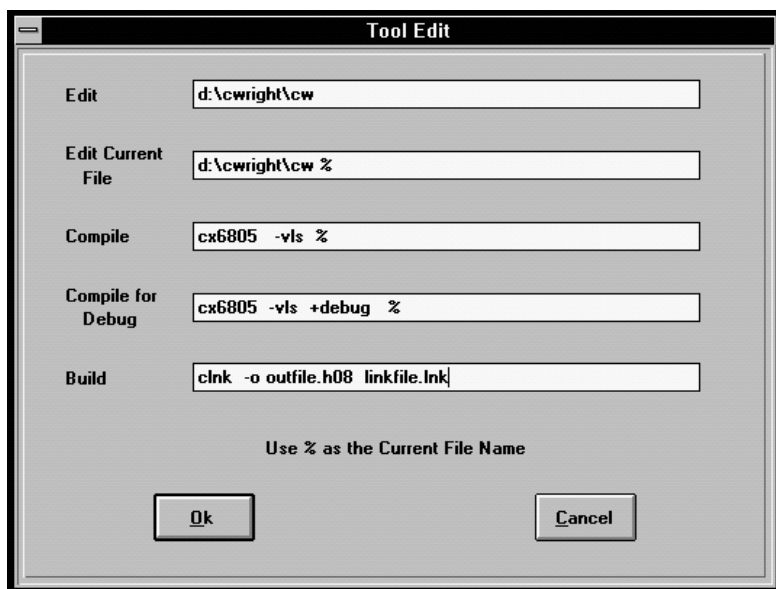 Tool Edit
Edit
d:\cwright\cw
Edit Current
File
d:\cwright\cw %
Compile
cx6805 -vls %
Compile for
Debug
cx6805 -vls +debug %
Build
clnk -o outfile.h08 linkfile.lnk
Use % as the Current File Name
Ok
Cancel